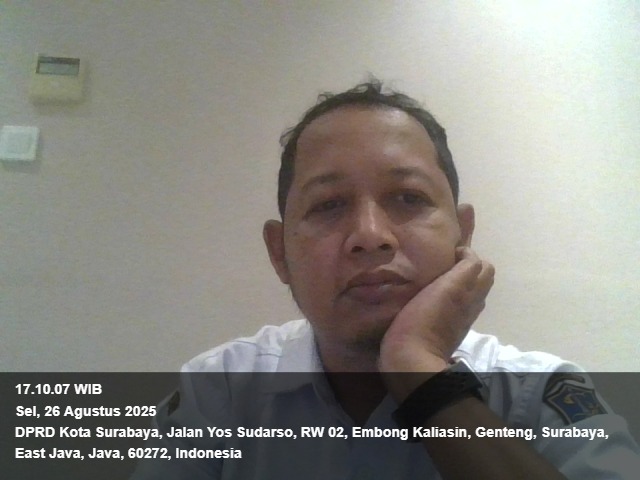 17.10.07 WIB
Sel, 26 Agustus 2025
DPRD Kota Surabaya, Jalan Yos Sudarso, RW 02, Embong Kaliasin, Genteng, Surabaya,
East Java, Java, 60272, Indonesia